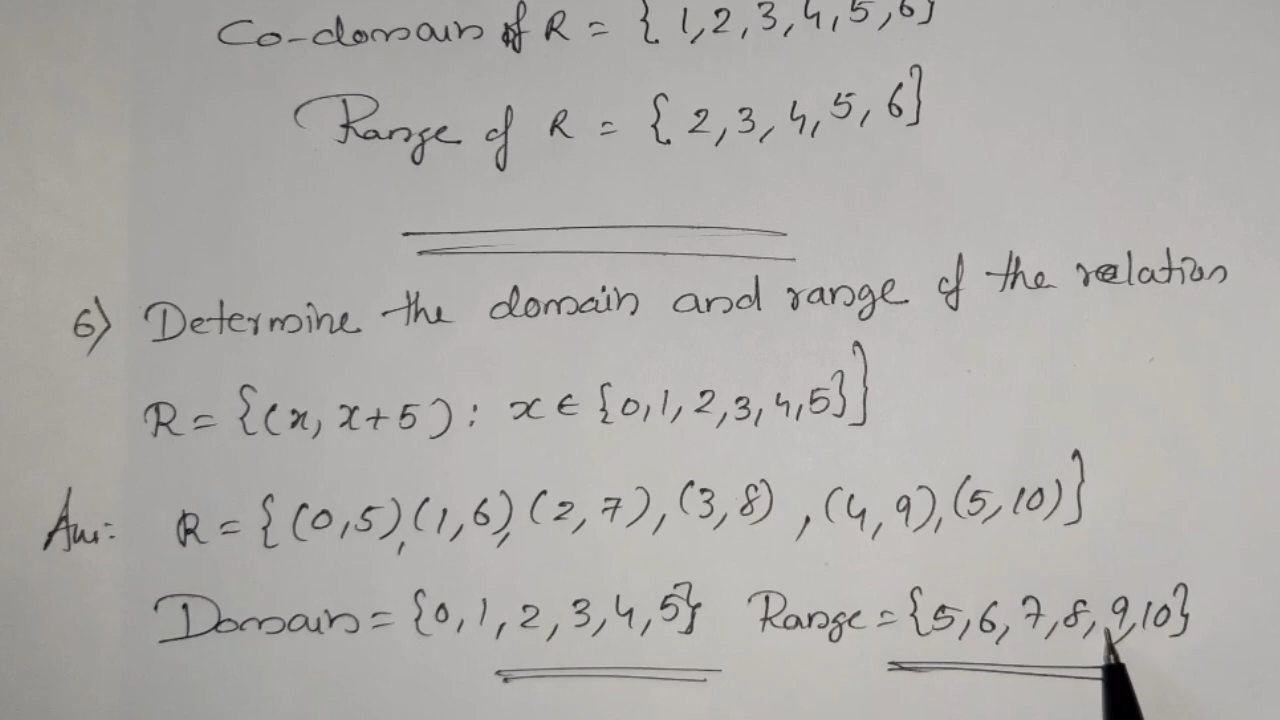 Co-domain of R = {1,2,3,4,5,6}
Range of R = {2,3,4,5,6}
6) Determine the domain and range of the relation
R = {(x, x+5) : x ∈ {0,1,2,3,4,5}}
Ans: R = {(0,5),(1,6),(2,7),(3,8),(4,9),(5,10)}
Domain = {0,1,2,3,4,5} Range = {5,6,7,8,9,10}